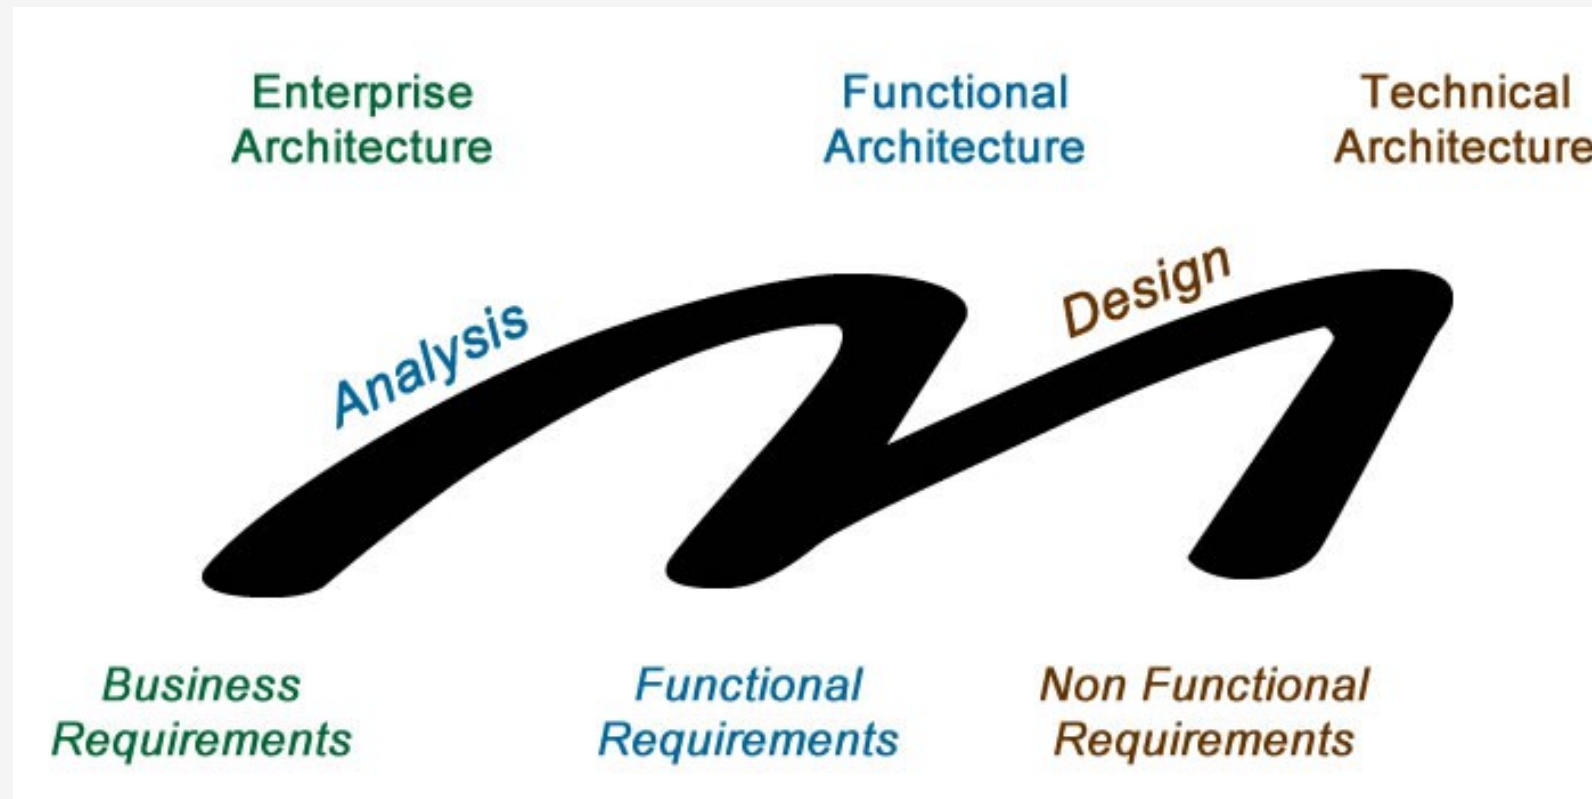 Enterprise
Architecture
Functional
Architecture
Technical
Architecture
Analysis
Design
Business
Requirements
Functional
Requirements
Non Functional
Requirements